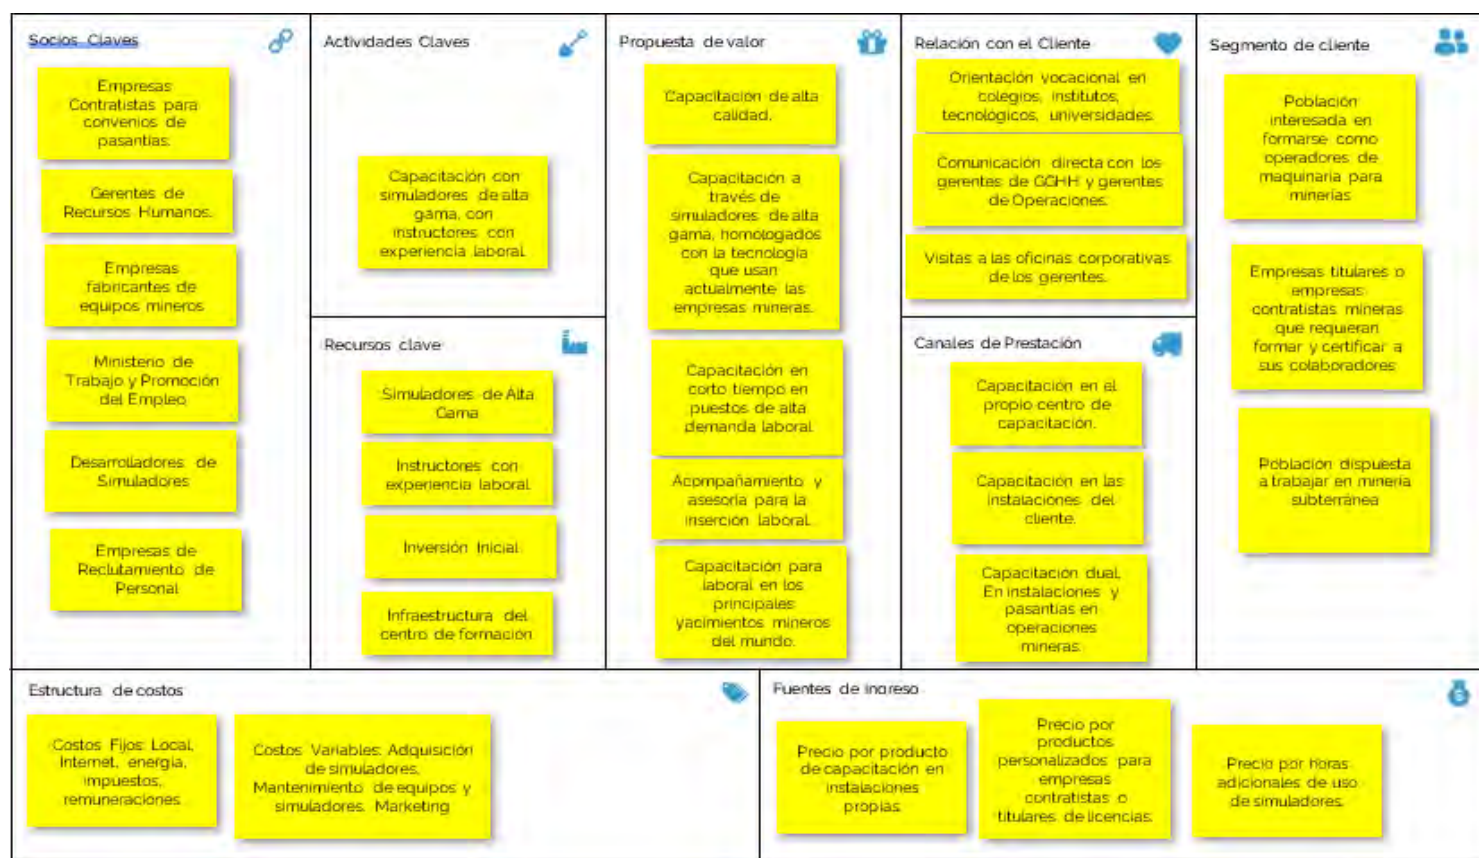 Socios Claves
Empresas
Contratistas para
convenios de
pasantías.
Gerentes de
Recursos Humanos.
Empresas
fabricantes de
equipos mineros
Ministerio de
Trabajo y Promoción
del Empleo
Desarrolladores de
Simuladores
Empresas de
Reclutamiento de
Personal
Actividades Claves
Capacitación con
simuladores de alta
gama, con
instructores con
experiencia laboral.
Recursos clave
Simuladores de Alta
Gama
Instructores con
experiencia laboral
Inversión Inicial
Infraestructura del
centro de formación
Propuesta de valor
Capacitación de alta
calidad.
Capacitación a
través de
simuladores de alta
gama, homologados
con la tecnología
que usan
actualmente las
empresas mineras.
Capacitación en
corto tiempo en
puestos de alta
demanda laboral.
Acompañamiento y
asesoría para la
inserción laboral.
Capacitación para
laboral en los
principales
yacimientos mineros
del mundo.
Relación con el Cliente
Orientación vocacional en
colegios, institutos,
tecnológicos, universidades.
Comunicación directa con los
gerentes de GGHH y gerentes
de Operaciones.
Visitas a las oficinas corporativas
de los gerentes.
Canales de Prestación
Capacitación en el
propio centro de
capacitación.
Capacitación en las
instalaciones del
cliente.
Capacitación dual.
En instalaciones y
pasantías en
operaciones
mineras.
Segmento de cliente
Población
interesada en
formarse como
operadores de
maquinaria para
minerías
Empresas titulares o
empresas
contratistas mineras
que requieran
formar y certificar a
sus colaboradores
Población dispuesta
a trabajar en minería
subterránea
Estructura de costos
Costos Fijos: Local,
Internet, energía,
impuestos,
remuneraciones
Costos Variables: Adquisición
de simuladores,
Mantenimiento de equipos y
simuladores. Marketing
Fuentes de ingreso
Precio por producto
de capacitación en
instalaciones
propias.
Precio por
productos
personalizados para
empresas
contratistas o
titulares de licencias.
Precio por horas
adicionales de uso
de simuladores.